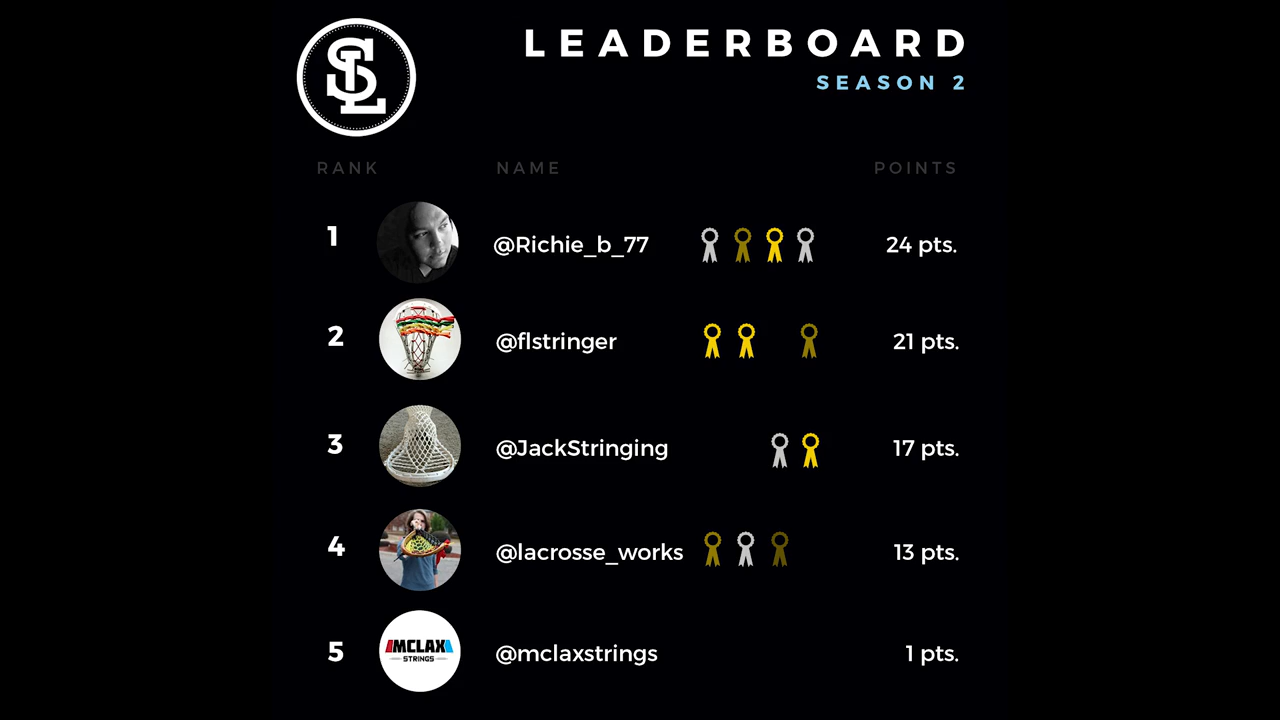 SL
LEADERBOARD
SEASON 2
RANK NAME POINTS
1 @Richie_b_77 24 pts.
2 @flstringer 21 pts.
3 @JackStringing 17 pts.
4 @lacrosse_works 13 pts.
MCLAX
STRINGS
5 @mclaxstrings 1 pts.